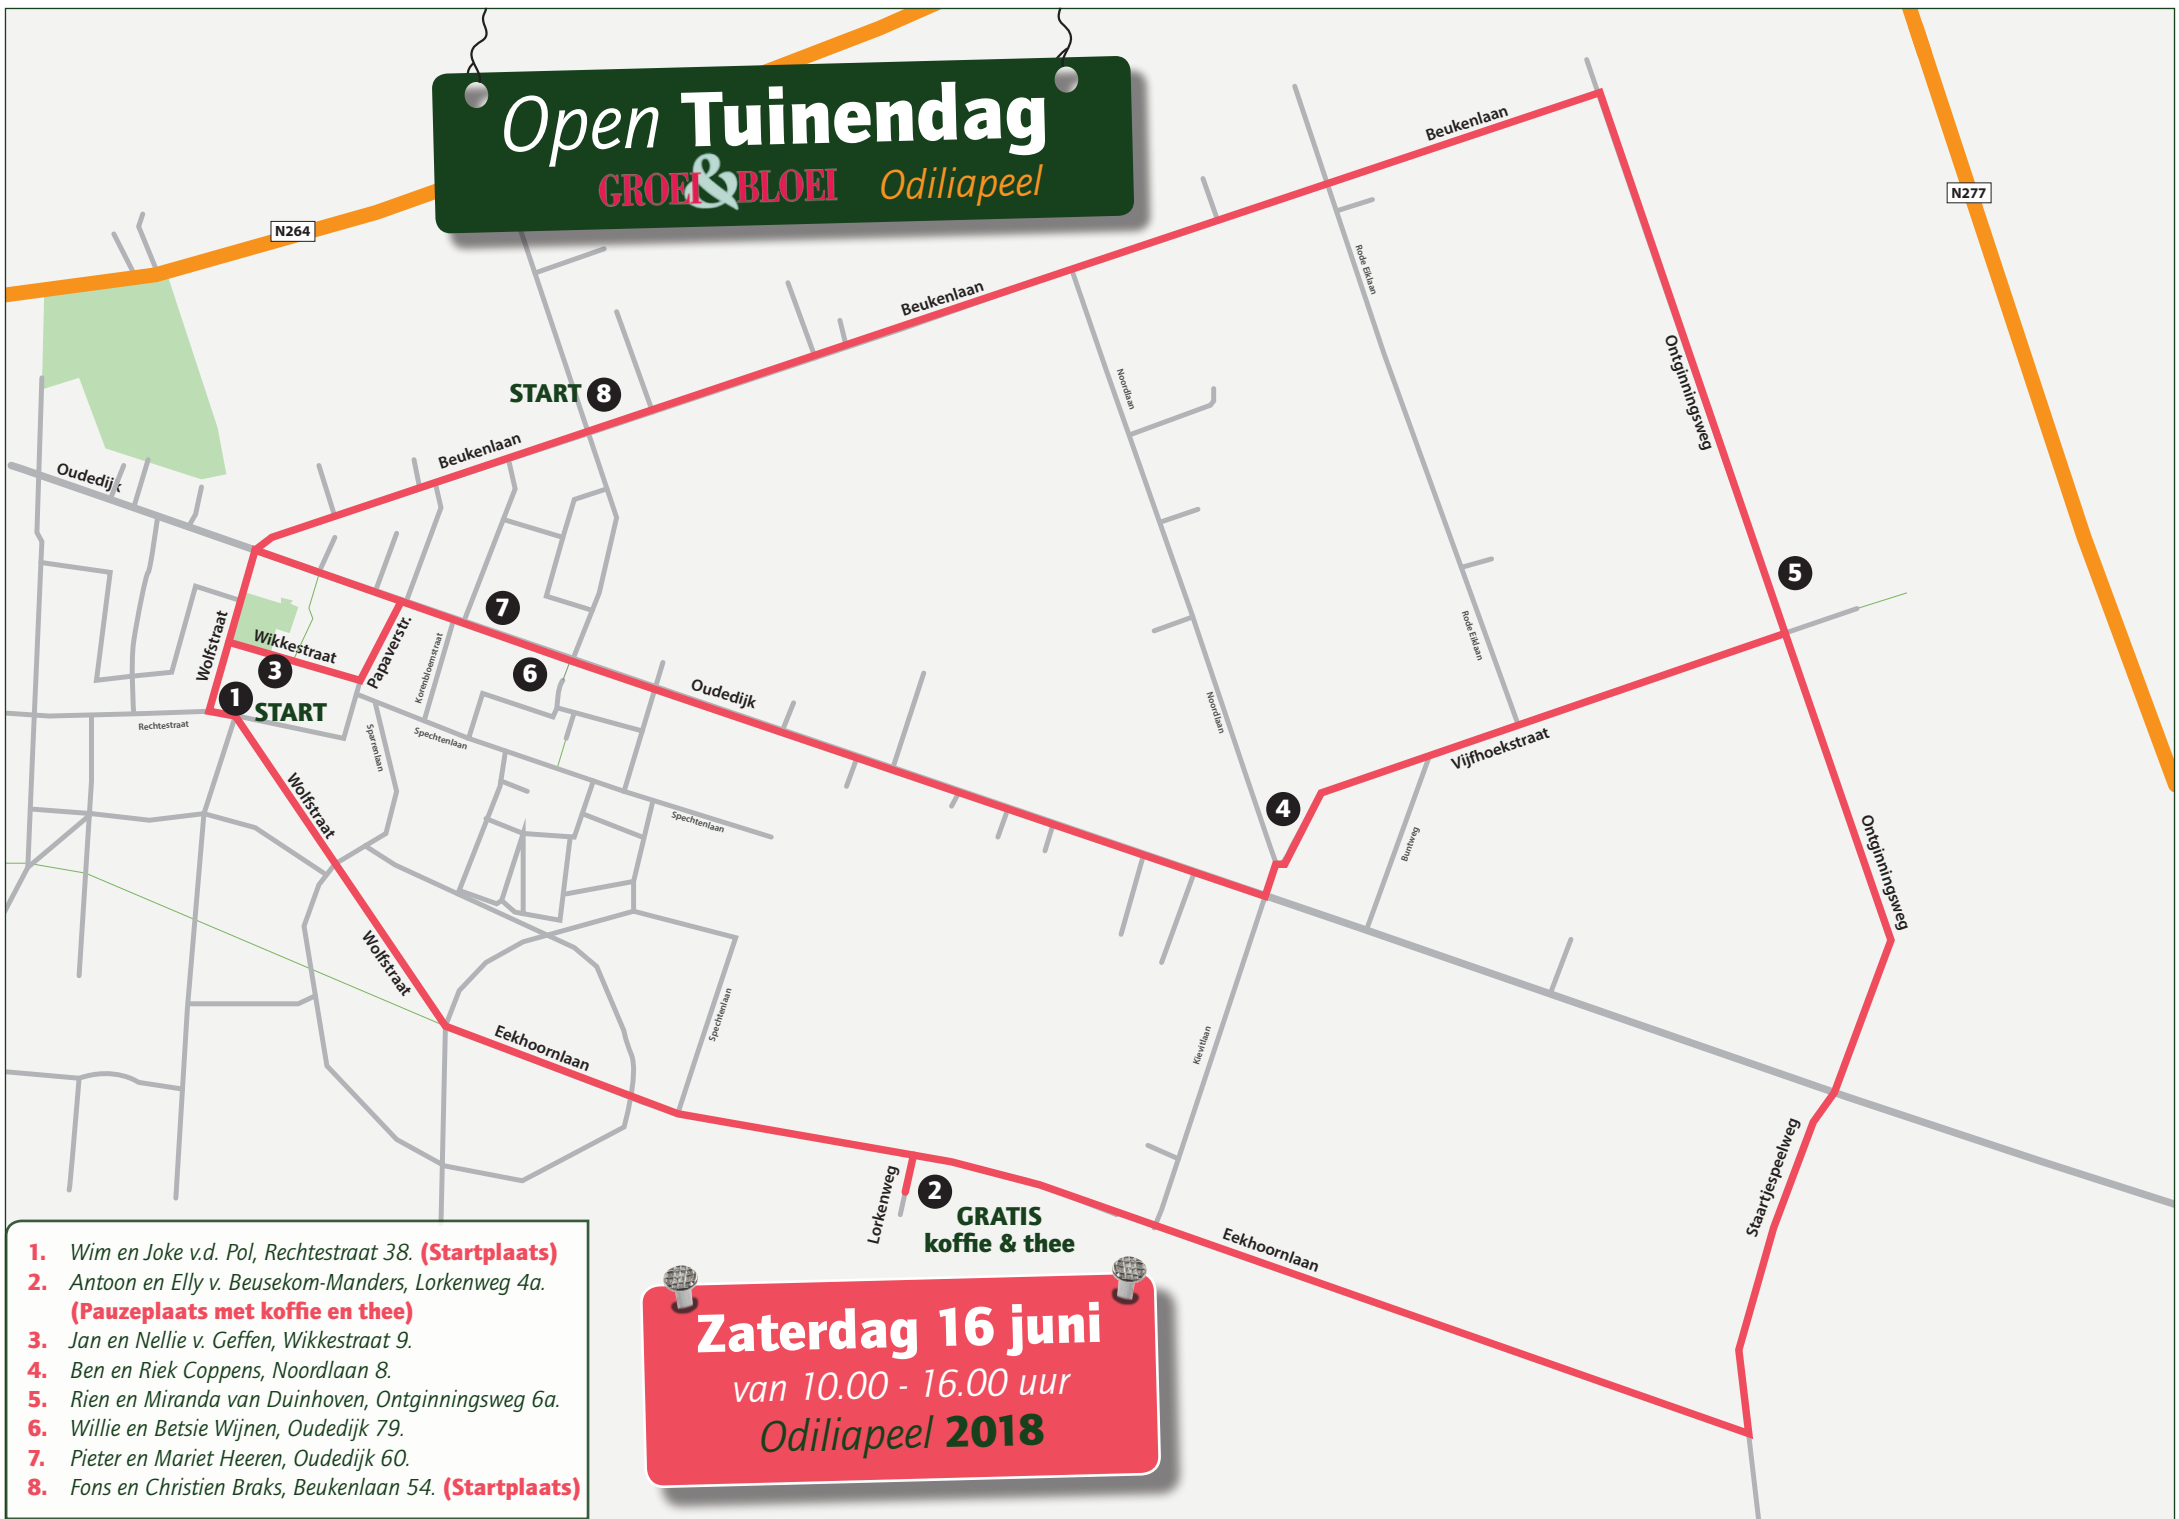 Open Tuinendag
GROEI & BLOEI Odiliapeel
N264
N277
Beukenlaan
Beukenlaan
Beukenlaan
Rode Eiklaan
Noordlaan
Ontginningsweg
START 8
Oudedijk
5
7
Wolfstraat
Wikkestraat
Papaverstr.
Korenbloemstraat
Rode Eiklaan
3
6
1
START
Oudedijk
Noordlaan
Rechtestraat
Sparrenlaan
Spechtenlaan
Vijfhoekstraat
Wolfstraat
4
Spechtenlaan
Buntweg
Ontginningsweg
Wolfstraat
Spechtenlaan
Eekhoornlaan
Kievitlaan
Staartjespeelweg
Lorkenweg
2
GRATIS
koffie & thee
Eekhoornlaan
1. Wim en Joke v.d. Pol, Rechtestraat 38. (Startplaats)
2. Antoon en Elly v. Beusekom-Manders, Lorkenweg 4a.
(Pauzeplaats met koffie en thee)
3. Jan en Nellie v. Geffen, Wikkestraat 9.
4. Ben en Riek Coppens, Noordlaan 8.
5. Rien en Miranda van Duinhoven, Ontginningsweg 6a.
6. Willie en Betsie Wijnen, Oudedijk 79.
7. Pieter en Mariet Heeren, Oudedijk 60.
8. Fons en Christien Braks, Beukenlaan 54. (Startplaats)
Zaterdag 16 juni
van 10.00 - 16.00 uur
Odiliapeel 2018